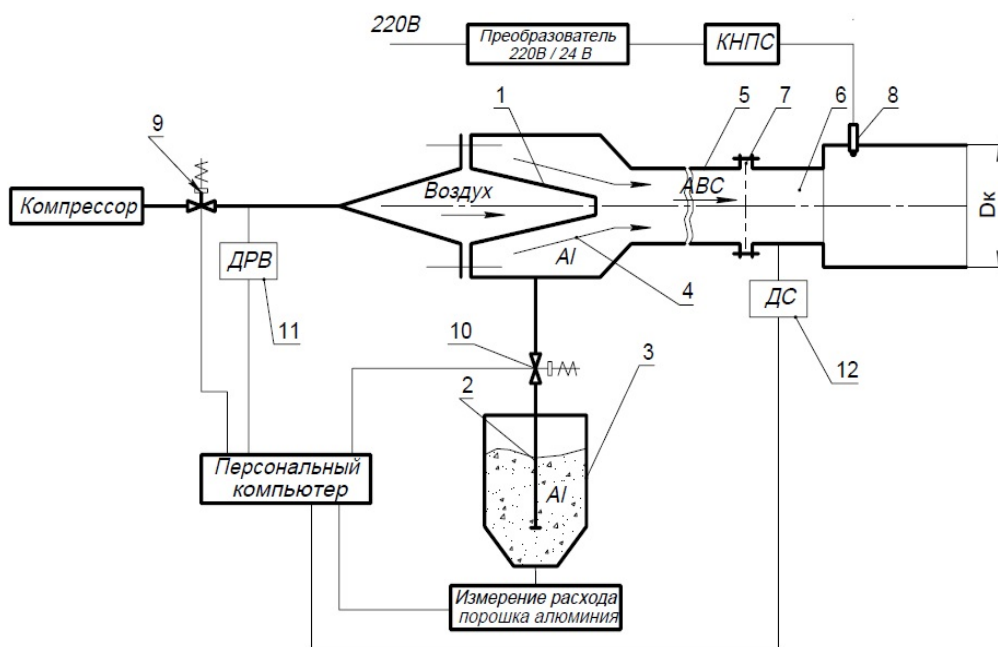 220В
Преобразователь
220В / 24 В
КНПС
1
5
7
6
8
9
Компрессор
Воздух
АВС
Dк
ДРВ
Al
4
ДС
11
10
12
2
3
Персональный
компьютер
Al
Измерение расхода
порошка алюминия